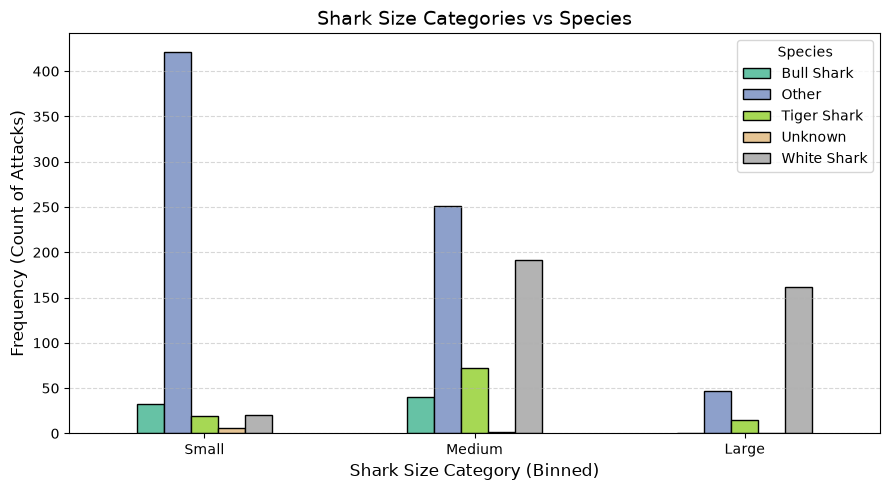 Shark Size Categories vs Species
Frequency (Count of Attacks)
400
350
300
250
200
150
100
50
0
Species
Bull Shark
Other
Tiger Shark
Unknown
White Shark
Small
Medium
Large
Shark Size Category (Binned)